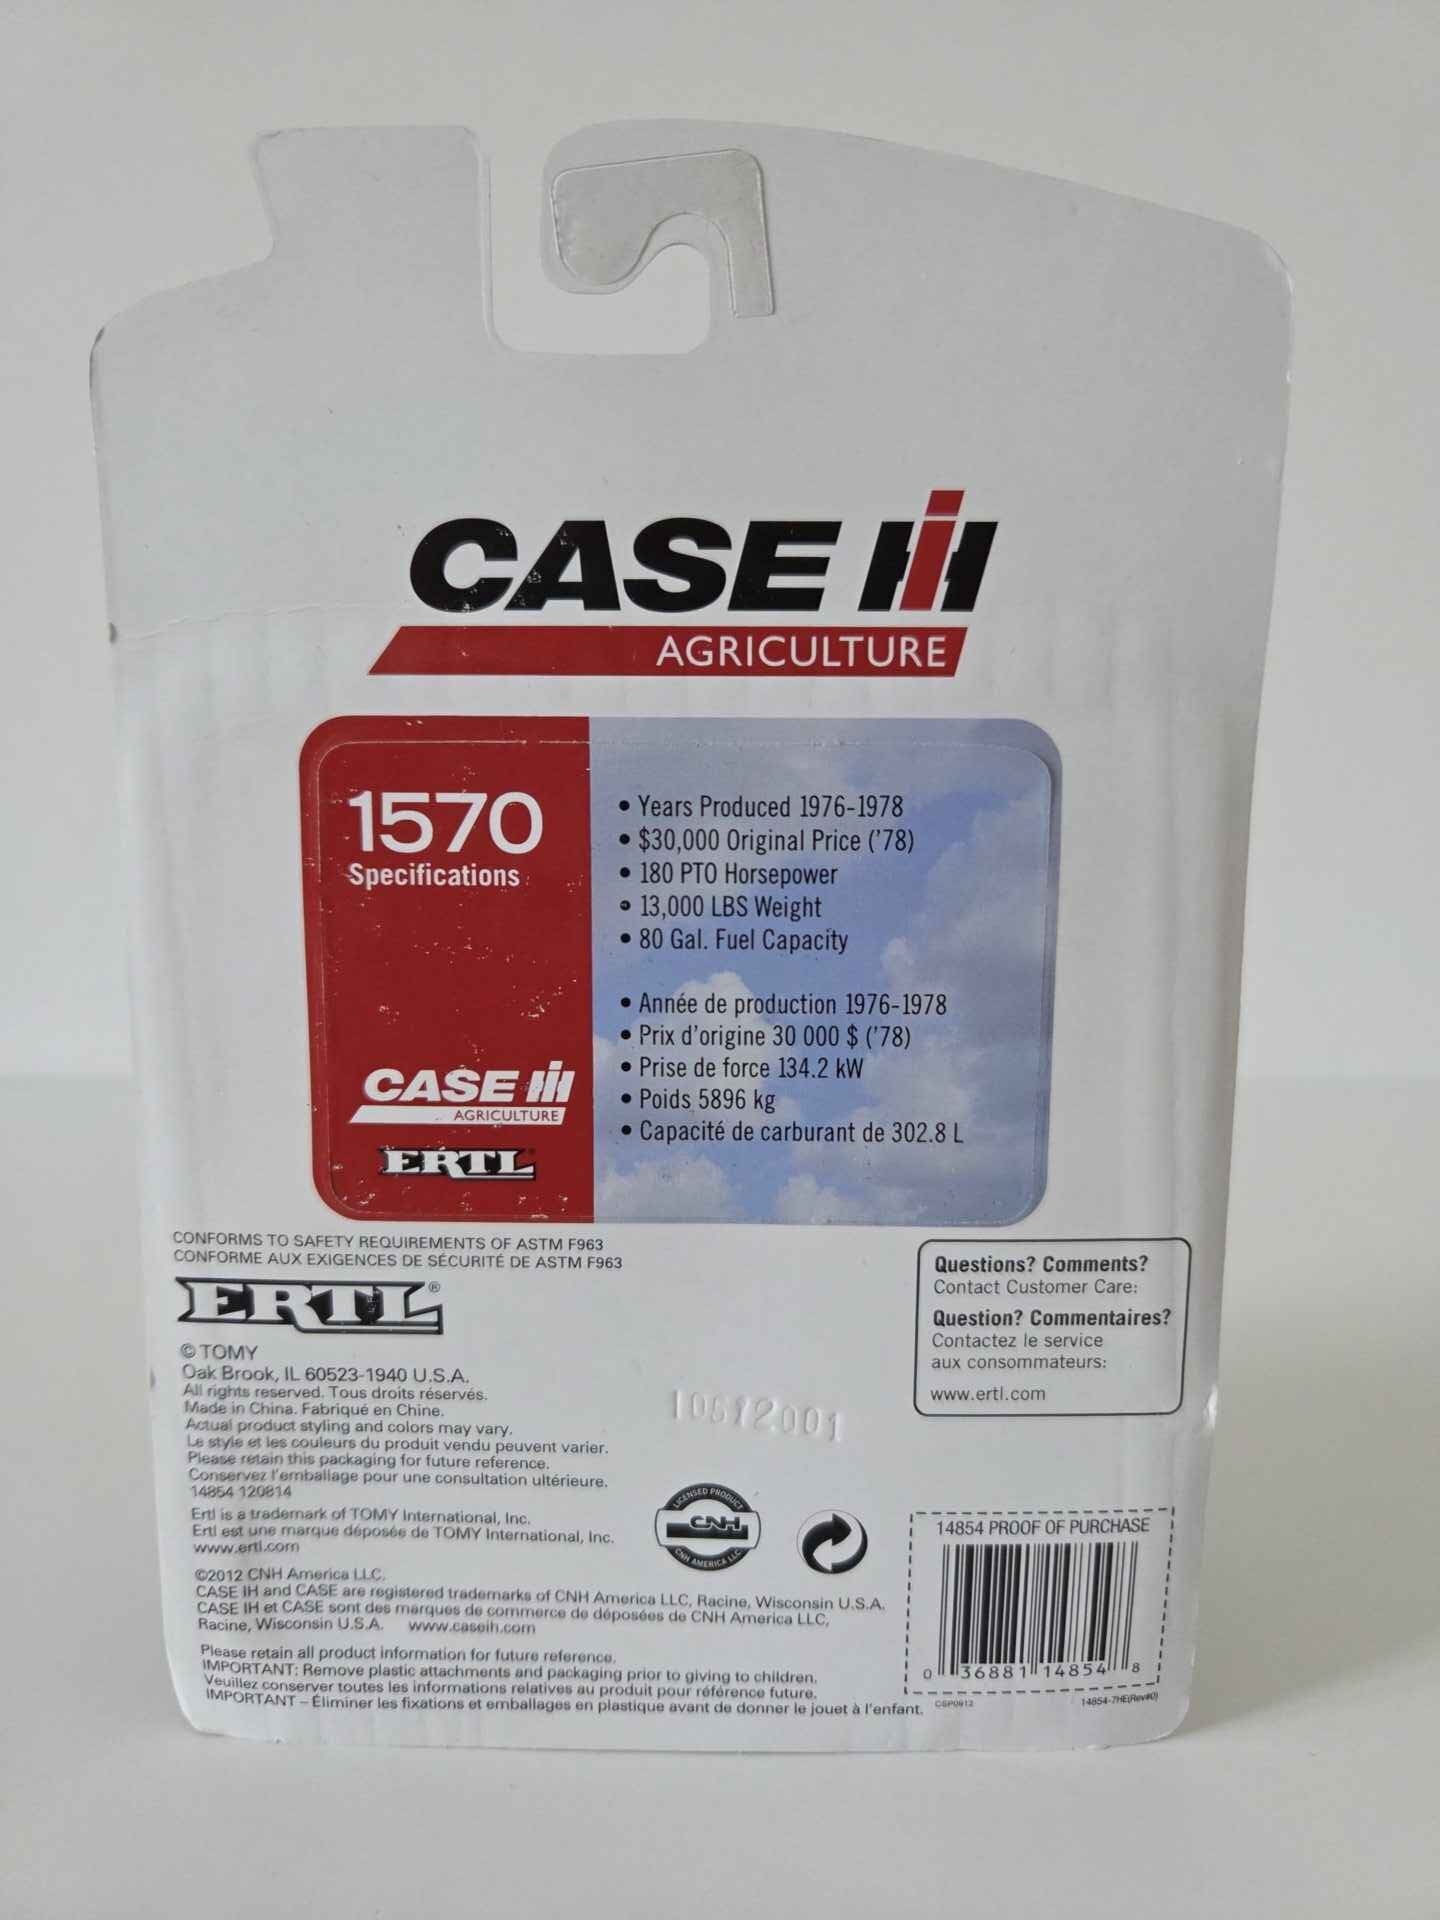 CASE IH
AGRICULTURE
1570
Specifications
• Years Produced 1976-1978
• $30,000 Original Price ('78)
• 180 PTO Horsepower
• 13,000 LBS Weight
• 80 Gal. Fuel Capacity
• Année de production 1976-1978
• Prix d'origine 30 000 $ ('78)
• Prise de force 134.2 kW
• Poids 5896 kg
• Capacité de carburant de 302.8 L
CASE IH
AGRICULTURE
ERTL
CONFORMS TO SAFETY REQUIREMENTS OF ASTM F963
CONFORME AUX EXIGENCES DE SÉCURITÉ DE ASTM F963
ERTL®
© TOMY
Oak Brook, IL 60523-1940 U.S.A.
All rights reserved. Tous droits réservés.
Made in China. Fabriqué en Chine.
Actual product styling and colors may vary.
Le style et les couleurs du produit vendu peuvent varier.
Please retain this packaging for future reference.
Conservez l'emballage pour une consultation ultérieure.
14854 120814
Ertl is a trademark of TOMY International, Inc.
Ertl est une marque déposée de TOMY International, Inc.
www.ertl.com
©2012 CNH America LLC.
CASE IH and CASE are registered trademarks of CNH America LLC, Racine, Wisconsin U.S.A.
CASE IH et CASE sont des marques de commerce de déposées de CNH America LLC,
Racine, Wisconsin U.S.A. www.caseih.com
Please retain all product information for future reference.
IMPORTANT: Remove plastic attachments and packaging prior to giving to children.
Veuillez conserver toutes les informations relatives au produit pour référence future.
IMPORTANT – Éliminer les fixations et emballages en plastique avant de donner le jouet à l'enfant.
Questions? Comments?
Contact Customer Care:
Question? Commentaires?
Contactez le service
aux consommateurs:
www.ertl.com
LICENSED PRODUCT
CNH
CNH AMERICA LLC
14854 PROOF OF PURCHASE
0 36881 14854 8
CSP0912
14854-7HE(Rev#0)